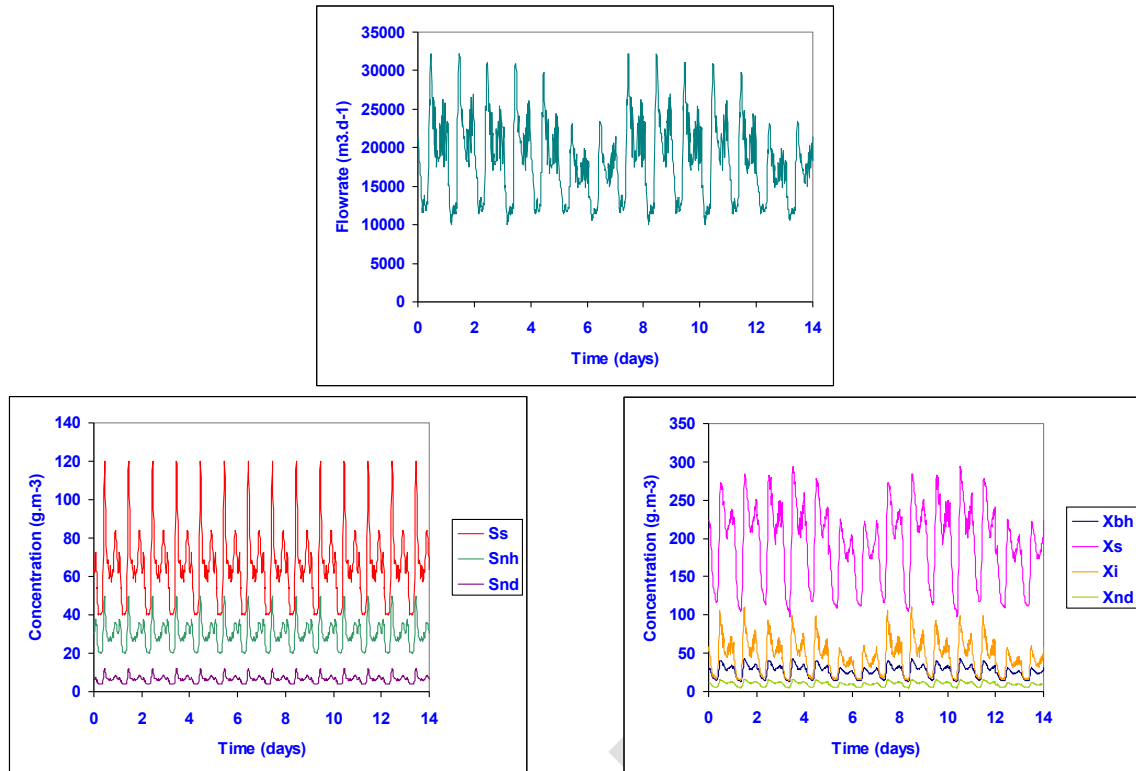 35000
30000
25000
20000
15000
10000
5000
0
Flowrate (m3.d-1)
0 2 4 6 8 10 12 14
Time (days)
140
120
100
80
60
40
20
0
Concentration (g.m-3)
0 2 4 6 8 10 12 14
Time (days)
Ss
Snh
Snd
350
300
250
200
150
100
50
0
Concentration (g.m-3)
0 2 4 6 8 10 12 14
Time (days)
Xbh
Xs
Xi
Xnd